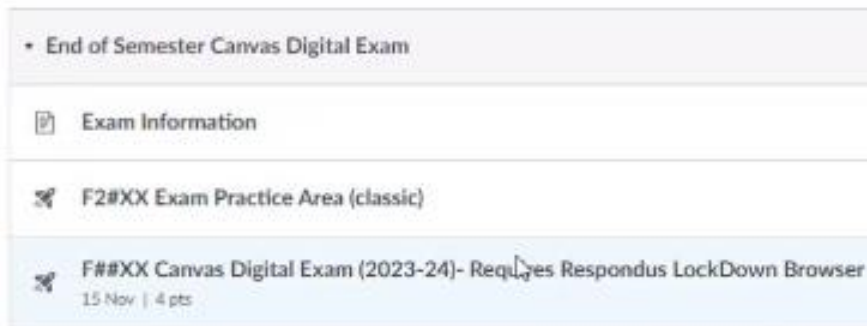 End of Semester Canvas Digital Exam
Exam Information
F2#XX Exam Practice Area (classic)
F##XX Canvas Digital Exam (2023-24)- Requires Respondus LockDown Browser
15 Nov | 4 pts